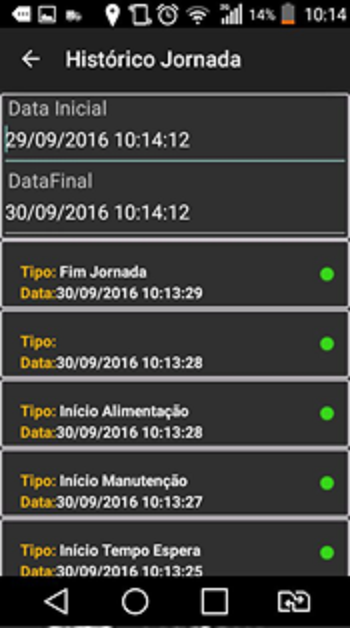 14% 10:14
Histórico Jornada
Data Inicial
29/09/2016 10:14:12
DataFinal
30/09/2016 10:14:12
Tipo: Fim Jornada
Data:30/09/2016 10:13:29
Tipo:
Data:30/09/2016 10:13:28
Tipo: Início Alimentação
Data:30/09/2016 10:13:28
Tipo: Início Manutenção
Data:30/09/2016 10:13:27
Tipo: Início Tempo Espera
Data:30/09/2016 10:13:25